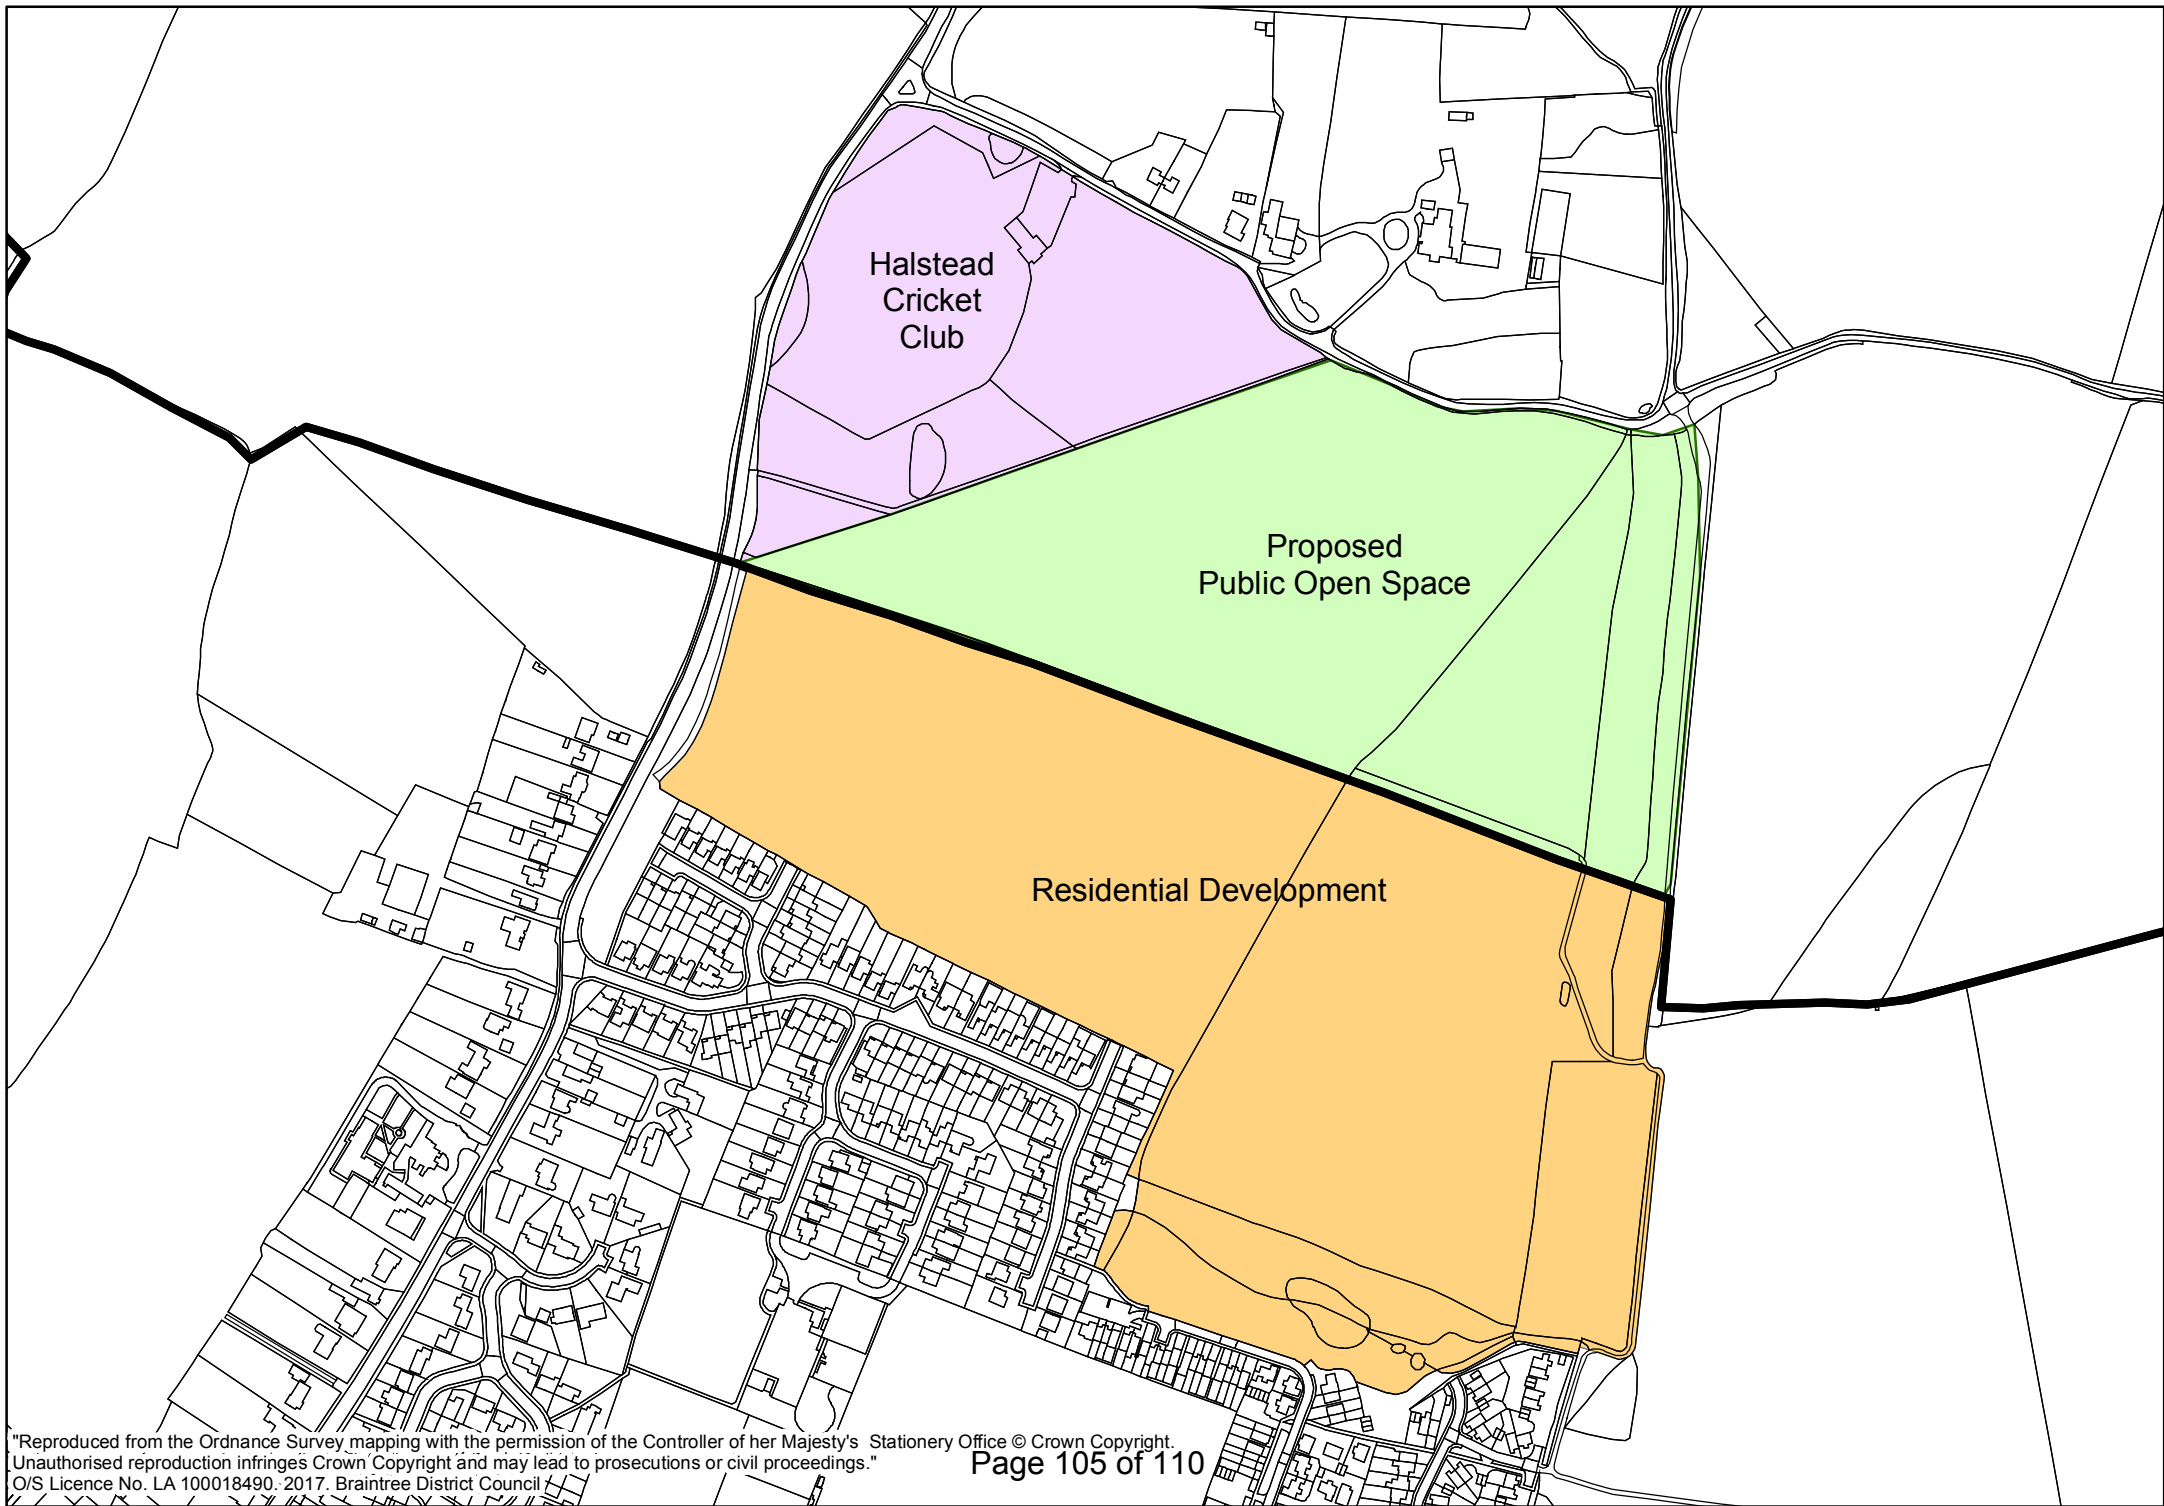 Halstead
Cricket
Club
Proposed
Public Open Space
Residential Development
"Reproduced from the Ordnance Survey mapping with the permission of the Controller of her Majesty's Stationery Office © Crown Copyright.
Unauthorised reproduction infringes Crown Copyright and may lead to prosecutions or civil proceedings."
O/S Licence No. LA 100018490. 2017. Braintree District Council
Page 105 of 110